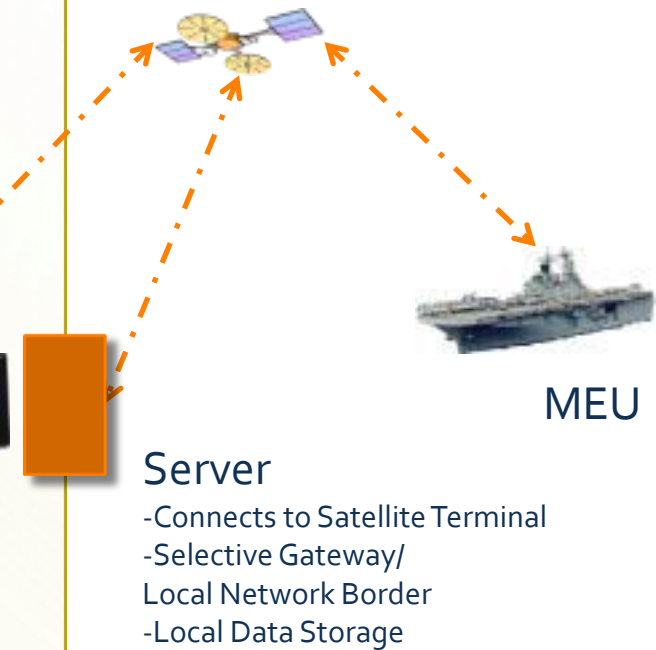 MEU
Server
-Connects to Satellite Terminal
-Selective Gateway/
Local Network Border
-Local Data Storage